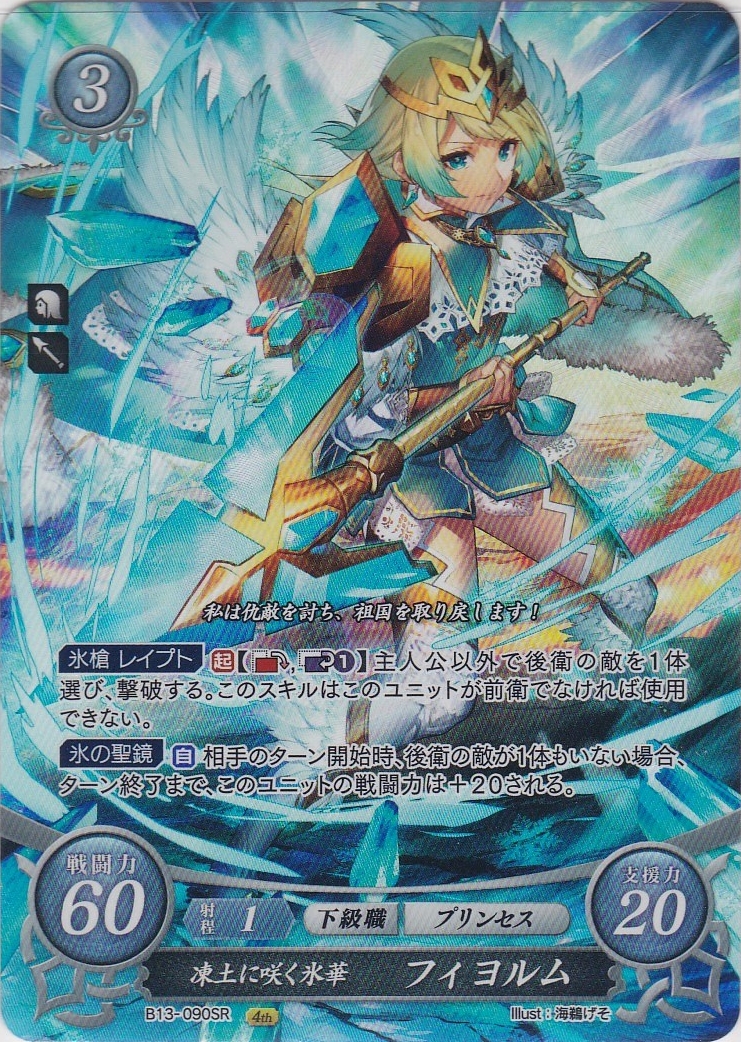 3
私は仇敵を討ち、祖国を取り戻します!
氷槍 レイプト 起【 , 1】主人公以外で後衛の敵を1体
選び、撃破する。このスキルはこのユニットが前衛でなければ使用
できない。
氷の聖鏡 自 相手のターン開始時、後衛の敵が1体もいない場合、
ターン終了まで、このユニットの戦闘力は+20される。
戦闘力
60
射程 1
下級職 プリンセス
支援力
20
凍土に咲く氷華 フィヨルム
B13-090SR 4th Illust:海鵜げそ